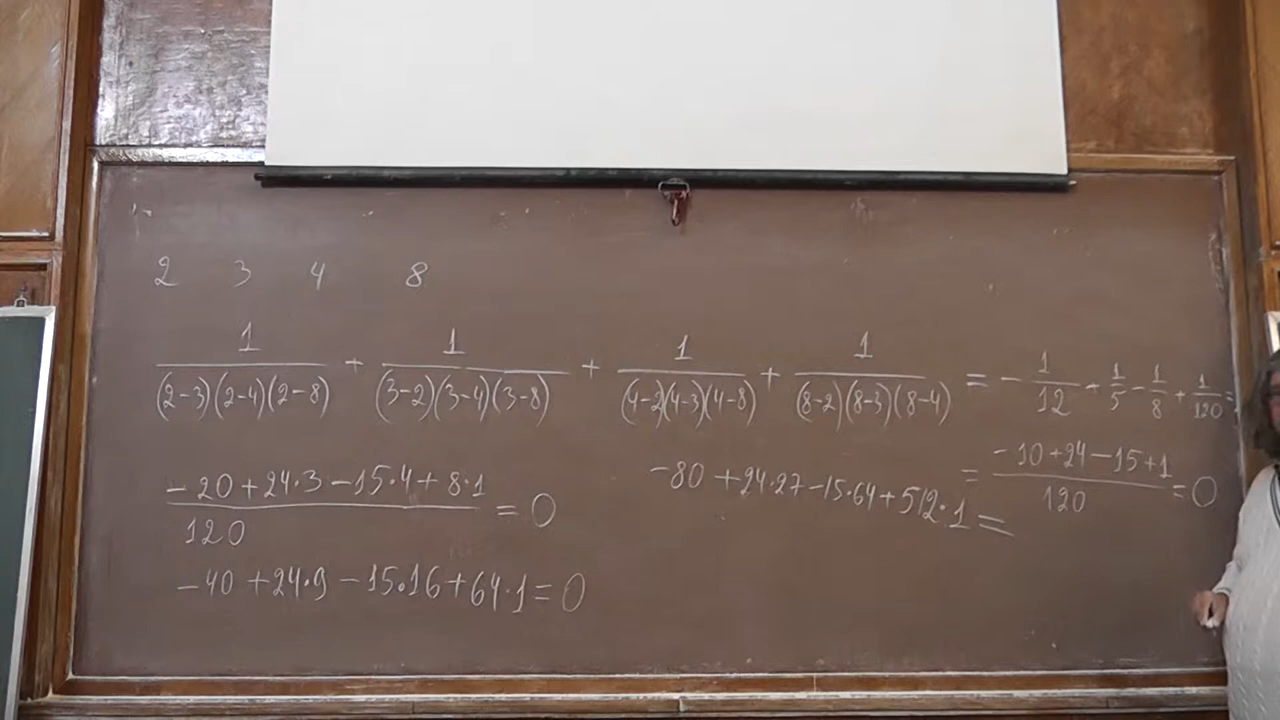 2 3 4 8
1/((2-3)(2-4)(2-8)) + 1/((3-2)(3-4)(3-8)) + 1/((4-2)(4-3)(4-8)) + 1/((8-2)(8-3)(8-4)) = -1/12 + 1/5 - 1/8 + 1/120 =
= (-10+24-15+1)/120 = 0
(-20+24·3-15·4+8·1)/120 = 0
-40+24·9-15·16+64·1=0
-80+24·27-15·64+512·1=